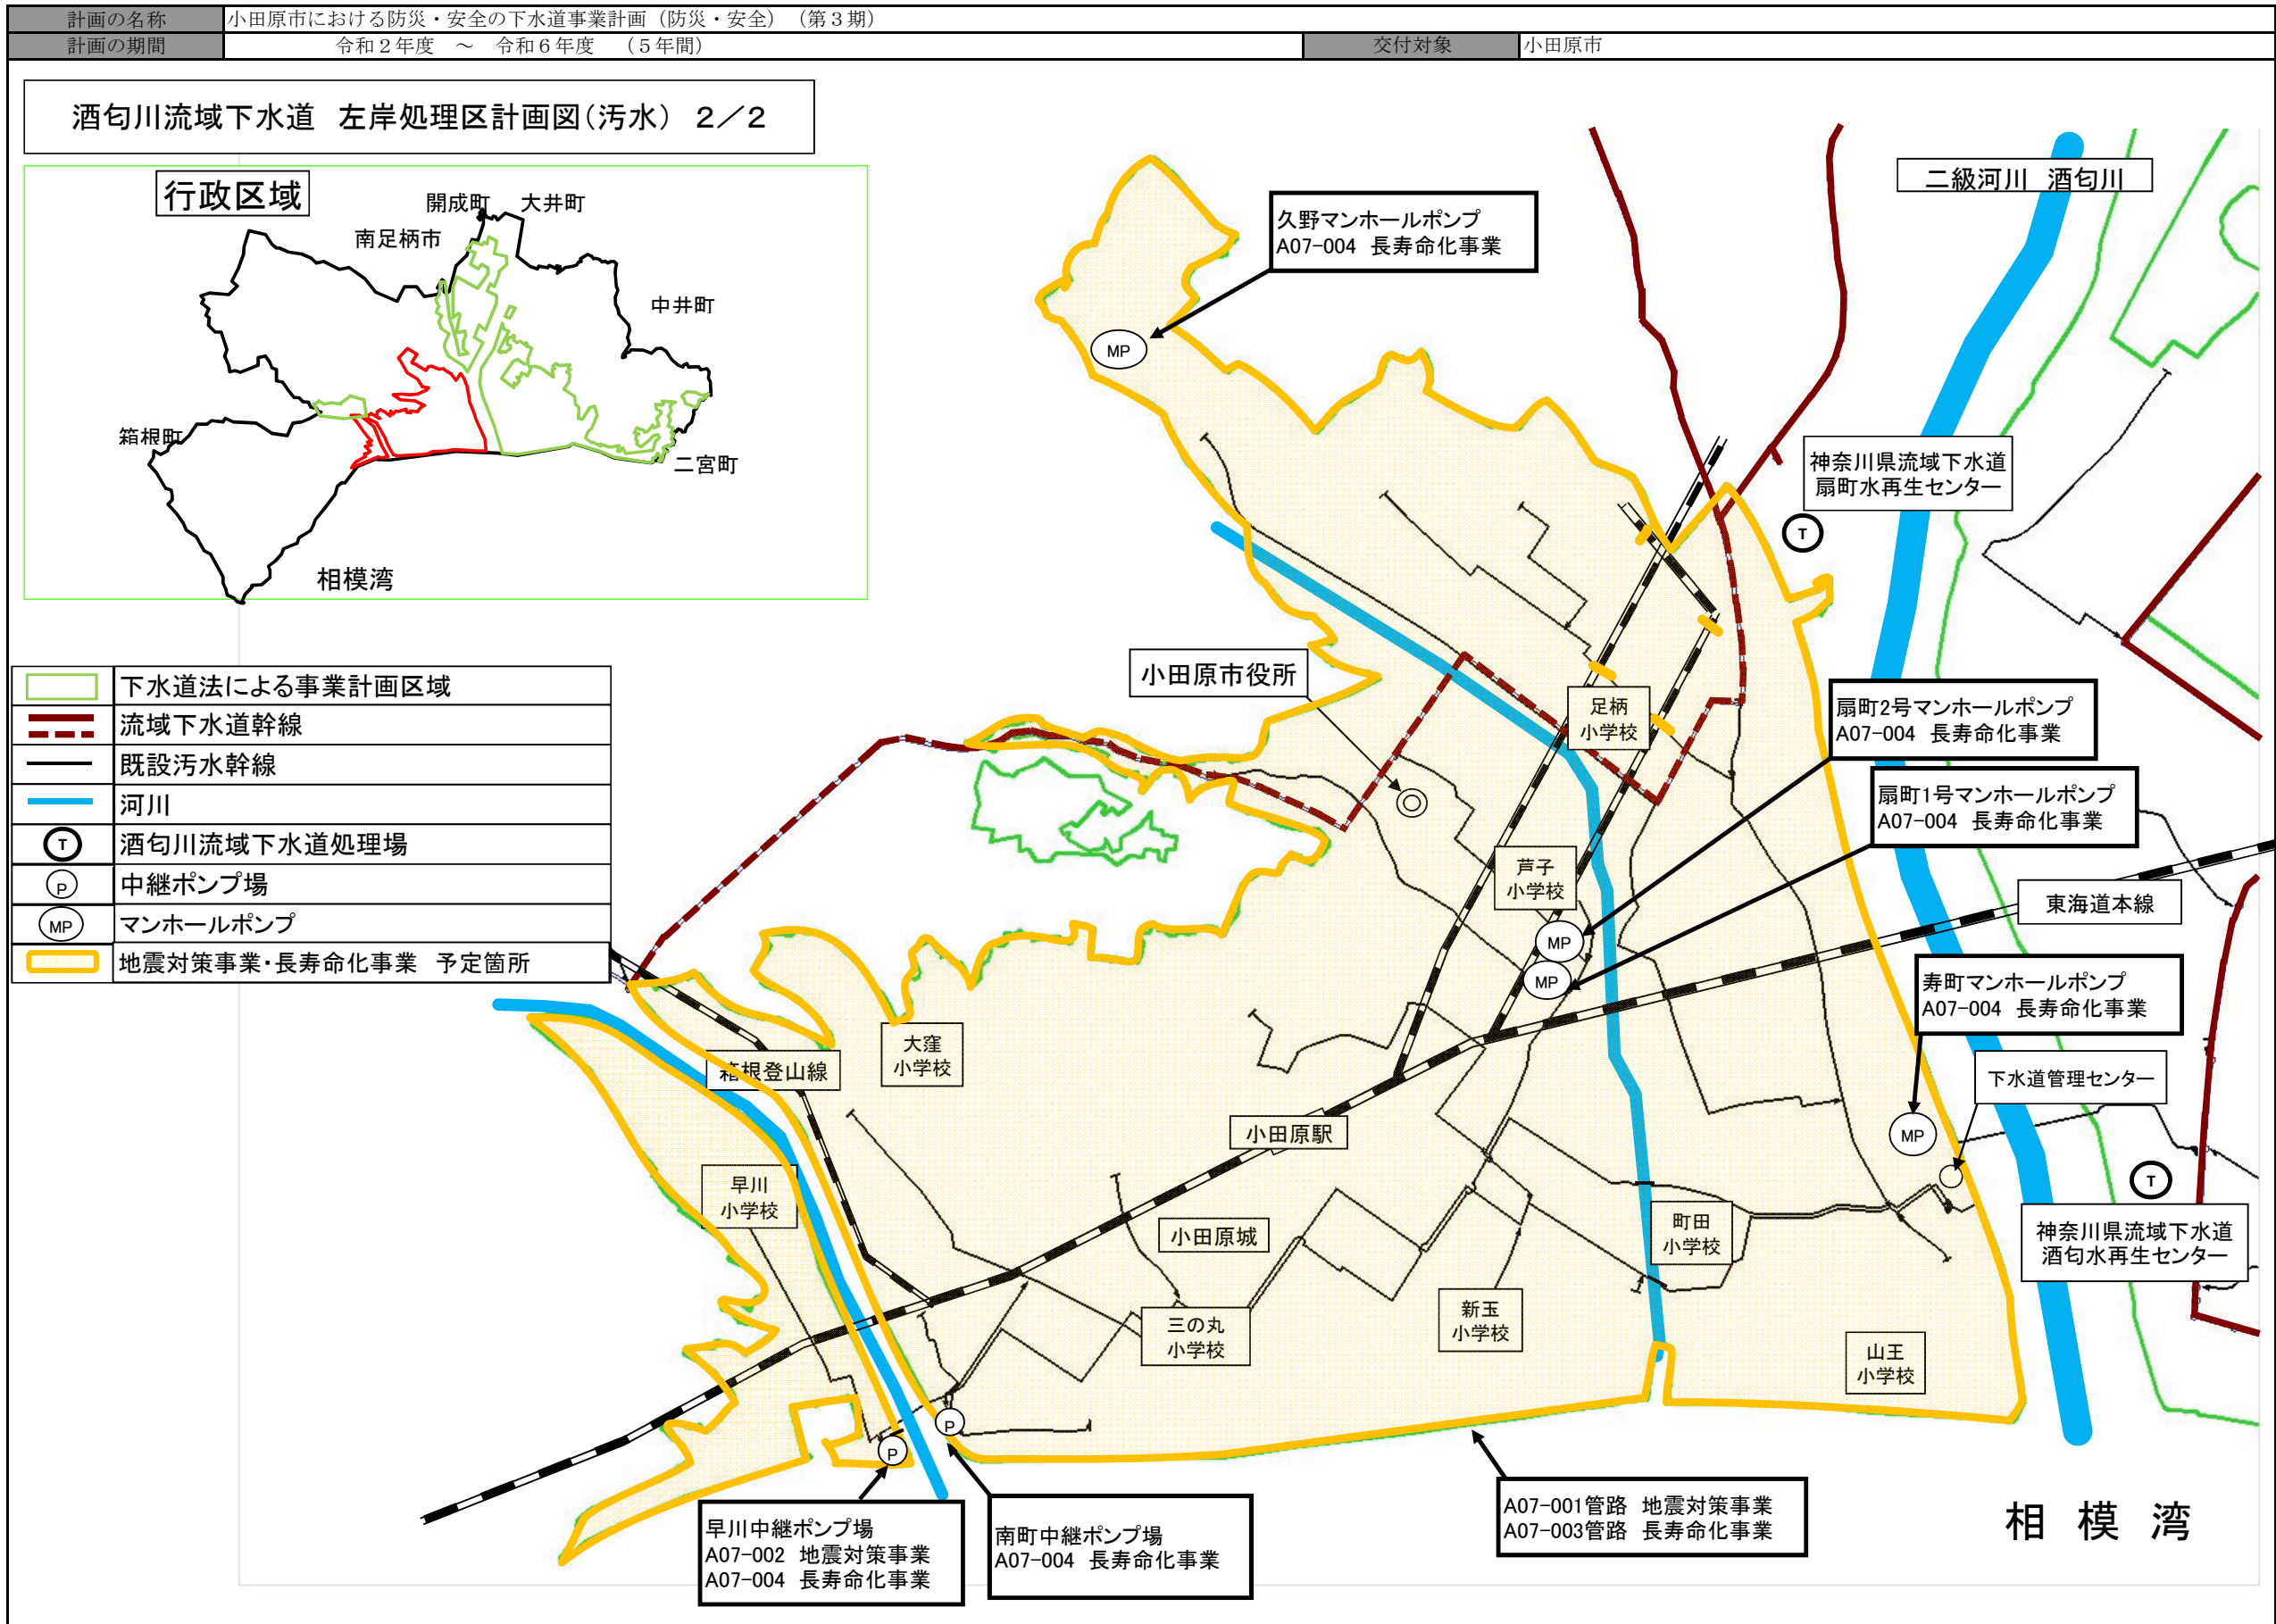 計画の名称 小田原市における防災・安全の下水道事業計画（防災・安全）（第３期）
計画の期間 令和２年度 ～ 令和６年度 （５年間） 交付対象 小田原市
酒匂川流域下水道 左岸処理区計画図(汚水) ２／２
行政区域
開成町 大井町
南足柄市
中井町
箱根町
二宮町
相模湾
二級河川 酒匂川
久野マンホールポンプ
A07-004 長寿命化事業
MP
神奈川県流域下水道
扇町水再生センター
T
小田原市役所
足柄
小学校
扇町2号マンホールポンプ
A07-004 長寿命化事業
扇町1号マンホールポンプ
A07-004 長寿命化事業
下水道法による事業計画区域
流域下水道幹線
既設汚水幹線
河川
T 酒匂川流域下水道処理場
P 中継ポンプ場
MP マンホールポンプ
地震対策事業・長寿命化事業 予定箇所
芦子
小学校
東海道本線
MP
MP
寿町マンホールポンプ
A07-004 長寿命化事業
大窪
小学校
箱根登山線
下水道管理センター
小田原駅
MP
早川
小学校
T
小田原城
町田
小学校
神奈川県流域下水道
酒匂水再生センター
三の丸
小学校
新玉
小学校
山王
小学校
P
P
早川中継ポンプ場
A07-002 地震対策事業
A07-004 長寿命化事業
南町中継ポンプ場
A07-004 長寿命化事業
A07-001管路 地震対策事業
A07-003管路 長寿命化事業
相 模 湾